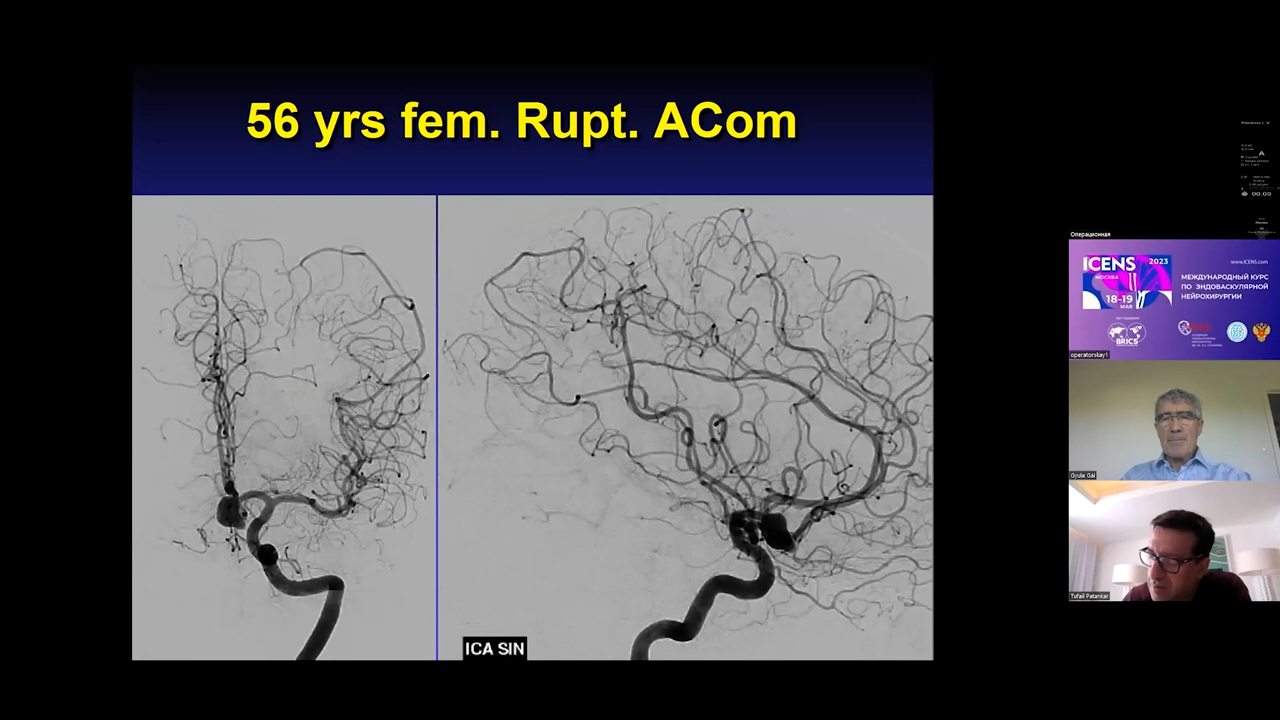 56 yrs fem. Rupt. ACom
ICA SIN
Операционная
ICENS 2023
МОСКВА
18-19
МАЯ
www.ICENS.com
МЕЖДУНАРОДНЫЙ КУРС
ПО ЭНДОВАСКУЛЯРНОЙ
НЕЙРОХИРУРГИИ
BRICS
operatorskay1
Gyula Gál
Tufail Patankar